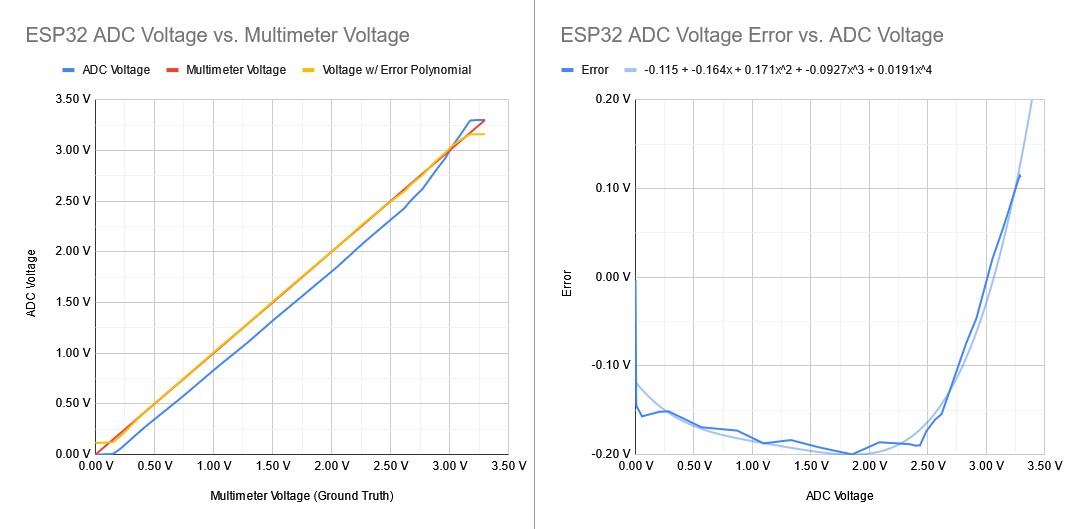 ESP32 ADC Voltage vs. Multimeter Voltage
ADC Voltage
Multimeter Voltage
Voltage w/ Error Polynomial
3.50 V
3.00 V
2.50 V
2.00 V
1.50 V
1.00 V
0.50 V
0.00 V
ADC Voltage
0.00 V 0.50 V 1.00 V 1.50 V 2.00 V 2.50 V 3.00 V 3.50 V
Multimeter Voltage (Ground Truth)
ESP32 ADC Voltage Error vs. ADC Voltage
Error
-0.115 + -0.164x + 0.171x^2 + -0.0927x^3 + 0.0191x^4
0.20 V
0.10 V
0.00 V
-0.10 V
-0.20 V
Error
0.00 V 0.50 V 1.00 V 1.50 V 2.00 V 2.50 V 3.00 V 3.50 V
ADC Voltage